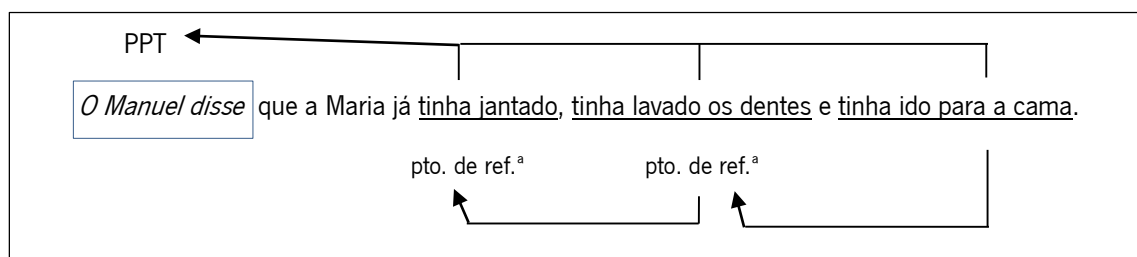 PPT
O Manuel disse que a Maria já tinha jantado, tinha lavado os dentes e tinha ido para a cama.
pto. de ref.ª pto. de ref.ª